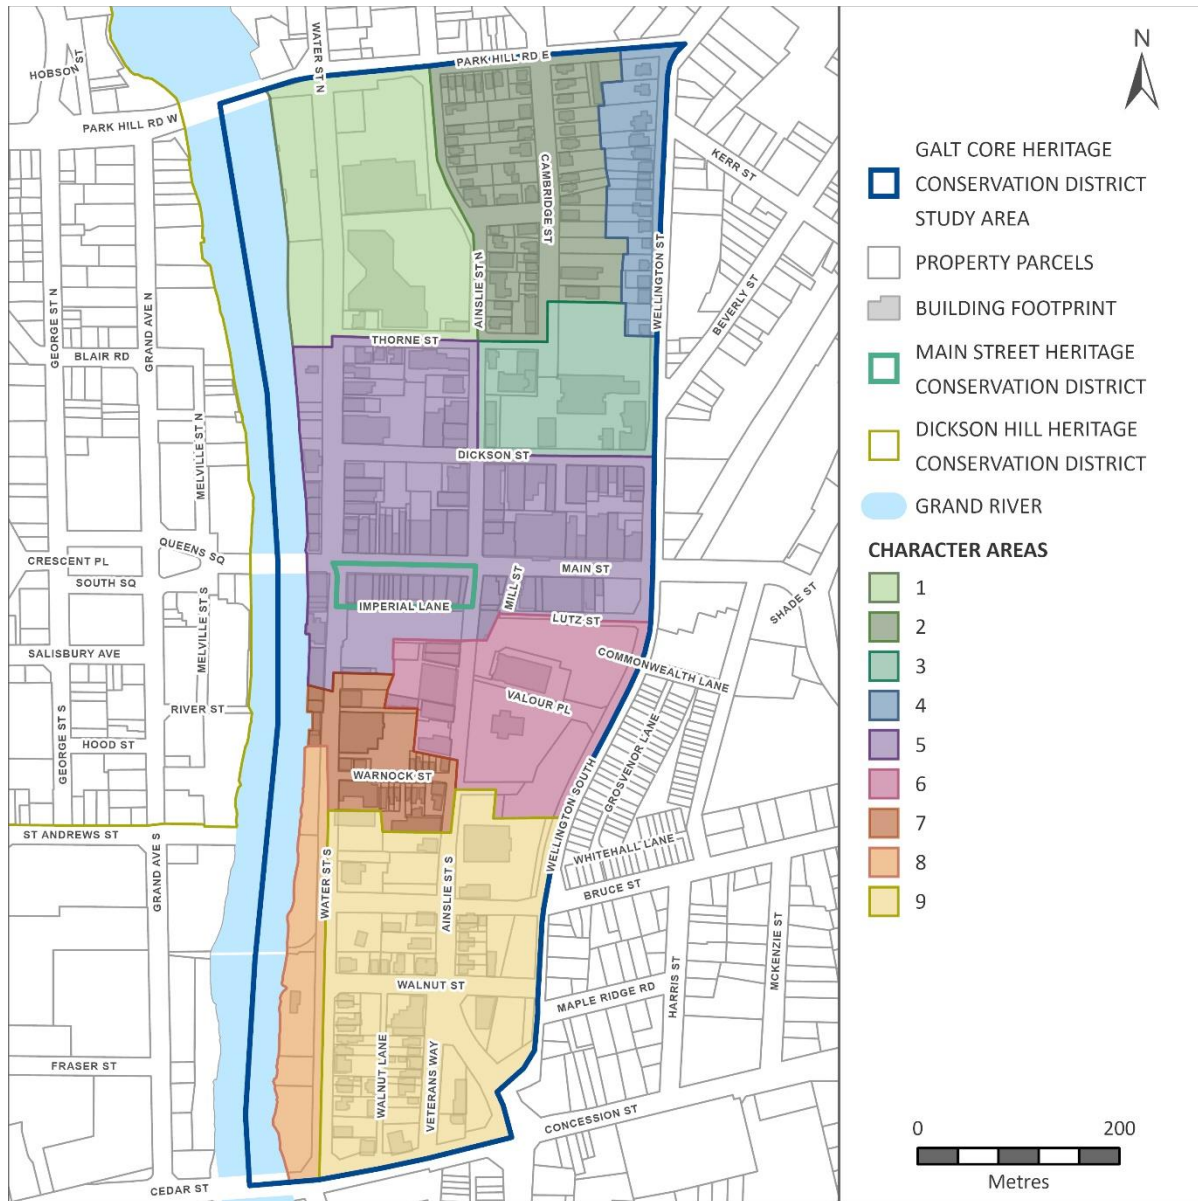 HOBSON ST
WATER ST N
PARK HILL RD E
PARK HILL RD W
KERR ST
CAMBRIDGE ST
WELLINGTON ST
BEVERLY ST
AINSLIE ST N
GEORGE ST N
GRAND AVE N
THORNE ST
BLAIR RD
MELVILLE ST N
DICKSON ST
QUEENS SQ
CRESCENT PL
SOUTH SQ
MAIN ST
MILL ST
SHADE ST
IMPERIAL LANE
LUTZ ST
MELVILLE ST S
SALISBURY AVE
COMMONWEALTH LANE
VALOUR PL
RIVER ST
GEORGE ST S
HOOD ST
GROSVENOR LANE
WARNOCK ST
WELLINGTON SOUTH
ST ANDREWS ST
GRAND AVE S
WHITEHALL LANE
BRUCE ST
WATER ST S
AINSLIE ST S
MCKENZIE ST
HARRIS ST
WALNUT ST
MAPLE RIDGE RD
FRASER ST
WALNUT LANE
VETERANS WAY
CONCESSION ST
CEDAR ST
N
GALT CORE HERITAGE
CONSERVATION DISTRICT
STUDY AREA
PROPERTY PARCELS
BUILDING FOOTPRINT
MAIN STREET HERITAGE
CONSERVATION DISTRICT
DICKSON HILL HERITAGE
CONSERVATION DISTRICT
GRAND RIVER
CHARACTER AREAS
1
2
3
4
5
6
7
8
9
0 200
Metres